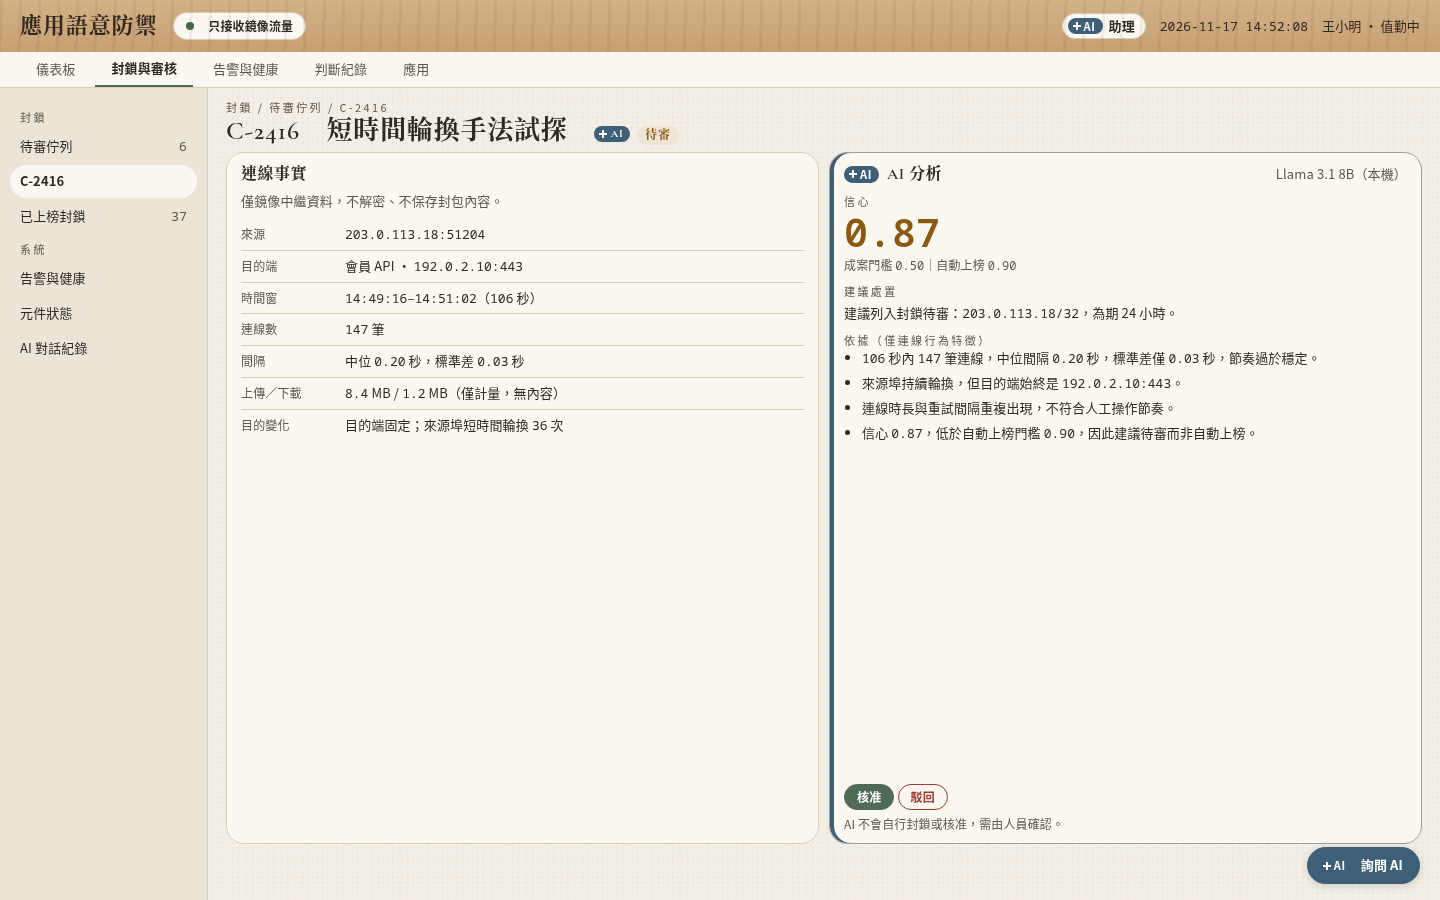 應用語意防禦
只接收鏡像流量
AI 助理
2026-11-17 14:52:08
王小明 · 值勤中
儀表板
封鎖與審核
告警與健康
判斷紀錄
應用
封鎖
待審佇列 6
C-2416
已上榜封鎖 37
系統
告警與健康
元件狀態
AI 對話紀錄
封鎖 / 待審佇列 / C-2416
C-2416 短時間輪換手法試探
+AI 待審
連線事實
僅鏡像中繼資料，不解密、不保存封包內容。
來源 203.0.113.18:51204
目的端 會員 API · 192.0.2.10:443
時間窗 14:49:16–14:51:02（106 秒）
連線數 147 筆
間隔 中位 0.20 秒，標準差 0.03 秒
上傳／下載 8.4 MB / 1.2 MB（僅計量，無內容）
目的變化 目的端固定；來源埠短時間輪換 36 次
+AI AI 分析
Llama 3.1 8B（本機）
信心
0.87
成案門檻 0.50｜自動上榜 0.90
建議處置
建議列入封鎖待審：203.0.113.18/32，為期 24 小時。
依據（僅連線行為特徵）
• 106 秒內 147 筆連線，中位間隔 0.20 秒，標準差僅 0.03 秒，節奏過於穩定。
• 來源埠持續輪換，但目的端始終是 192.0.2.10:443。
• 連線時長與重試間隔重複出現，不符合人工操作節奏。
• 信心 0.87，低於自動上榜門檻 0.90，因此建議待審而非自動上榜。
核准 駁回
AI 不會自行封鎖或核准，需由人員確認。
+AI 詢問 AI